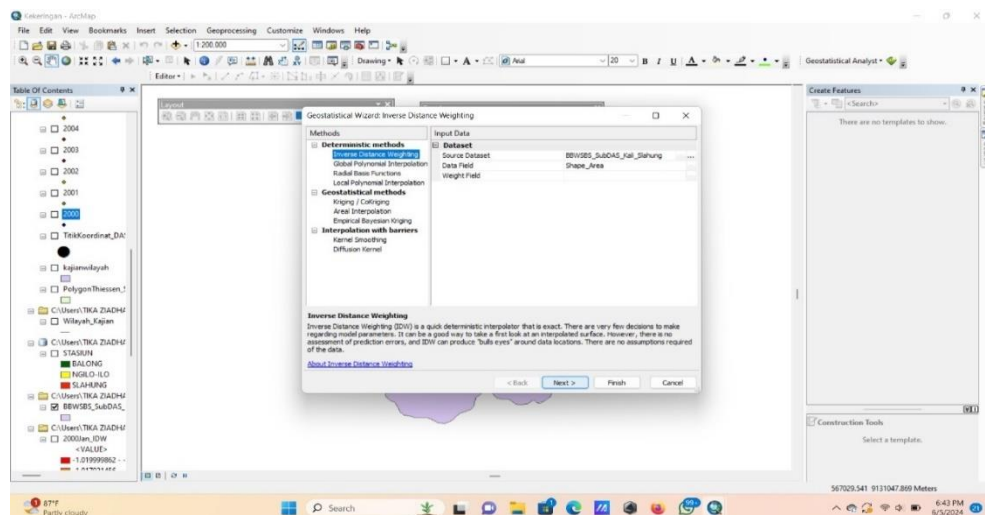 Kekeringan - ArcMap
File Edit View Bookmarks Insert Selection Geoprocessing Customize Windows Help
1:200.000
Drawing
Arial
20
B I U A
Geostatistical Analyst
Editor
Table Of Contents
2004
2003
2002
2001
2000
TitikKoordinat_DA
kajianwilayah
PolygonThiessen_
C:\Users\TIKA ZIADH
Wilayah_Kajian
C:\Users\TIKA ZIADH
STASIUN
BALONG
NGILO-ILO
SLAHUNG
C:\Users\TIKA ZIADH
BBWSBS_SubDAS_
C:\Users\TIKA ZIADH
2000Jan_IDW
<VALUE>
-1.019999862 -
Layout
Geostatistical Wizard: Inverse Distance Weighting
Methods
Deterministic methods
Inverse Distance Weighting
Global Polynomial Interpolation
Radial Basis Functions
Local Polynomial Interpolation
Geostatistical methods
Kriging / CoKriging
Areal Interpolation
Empirical Bayesian Kriging
Interpolation with barriers
Kernel Smoothing
Diffusion Kernel
Input Data
Dataset
Source Dataset BBWSBS_SubDAS_Kali_Slahung ...
Data Field Shape_Area
Weight Field
Inverse Distance Weighting
Inverse Distance Weighting (IDW) is a quick deterministic interpolator that is exact. There are very few decisions to make
regarding model parameters. It can be a good way to take a first look at an interpolated surface. However, there is no
assessment of prediction errors, and IDW can produce "bulls eyes" around data locations. There are no assumptions required
of the data.
About Inverse Distance Weighting
< Back Next > Finish Cancel
Create Features
<Search>
There are no templates to show.
Construction Tools
Select a template.
567029.541 9131047.869 Meters
87°F
Partly cloudy
Search
99+
6:43 PM
6/5/2024